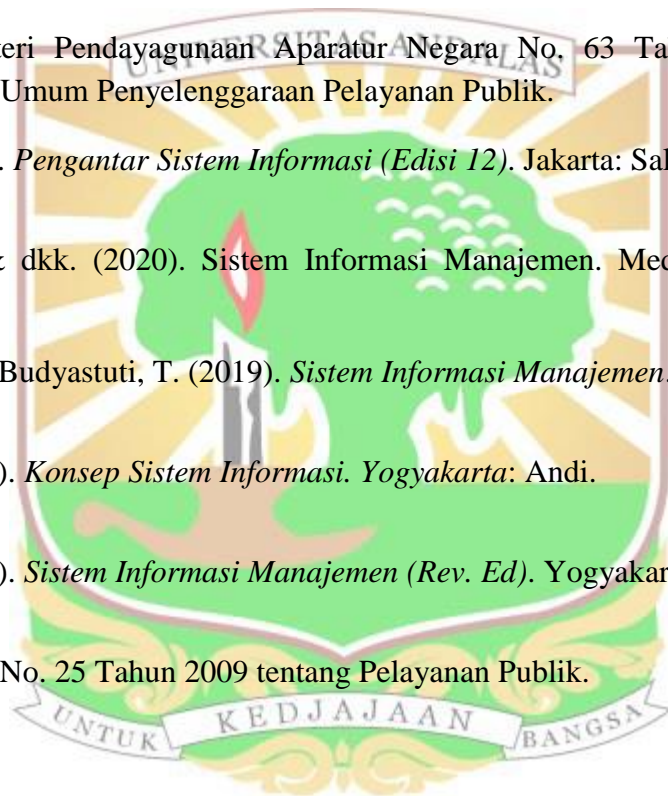 UNIVERSITAS ANDALAS
teri Pendayagunaan Aparatur Negara No. 63 Ta
Umum Penyelenggaraan Pelayanan Publik.
. Pengantar Sistem Informasi (Edisi 12). Jakarta: Sal
& dkk. (2020). Sistem Informasi Manajemen. Med
Budyastuti, T. (2019). Sistem Informasi Manajemen.
). Konsep Sistem Informasi. Yogyakarta: Andi.
). Sistem Informasi Manajemen (Rev. Ed). Yogyakar
No. 25 Tahun 2009 tentang Pelayanan Publik.
UNTUK KEDJAJAAN BANGSA